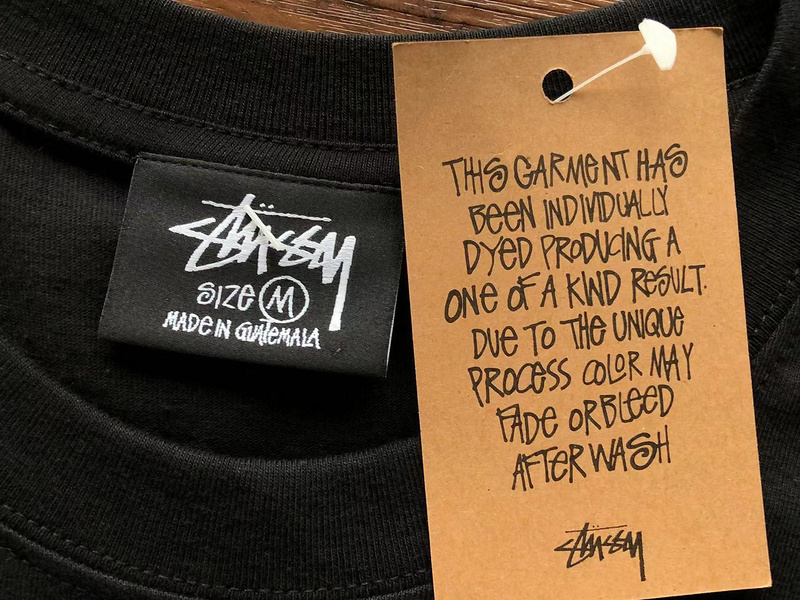 STÜSSY
SIZE M
MADE IN GUATEMALA
THIS GARMENT HAS
BEEN INDIVIDUALLY
DYED PRODUCING A
ONE OF A KIND RESULT.
DUE TO THE UNIQUE
PROCESS COLOR MAY
FADE OR BLEED
AFTER WASH
STÜSSY